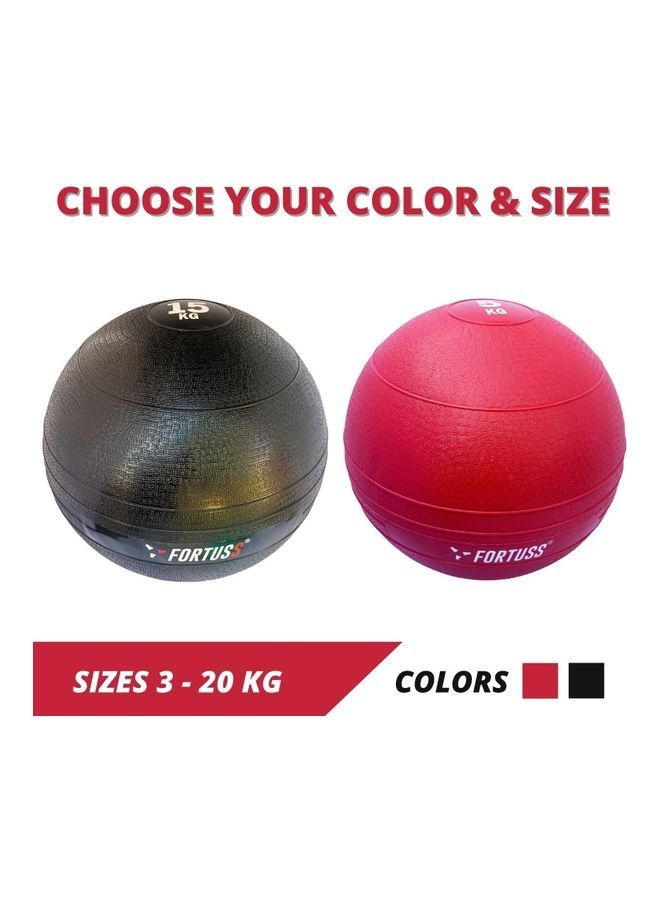 CHOOSE YOUR COLOR & SIZE
15
KG
5
KG
FORTUSS®
FORTUSS®
SIZES 3 - 20 KG
COLORS